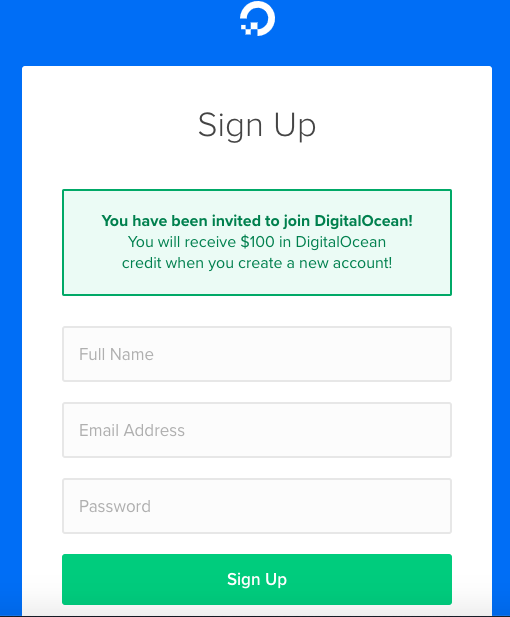 Sign Up
You have been invited to join DigitalOcean!
You will receive $100 in DigitalOcean
credit when you create a new account!
Full Name
Email Address
Password
Sign Up